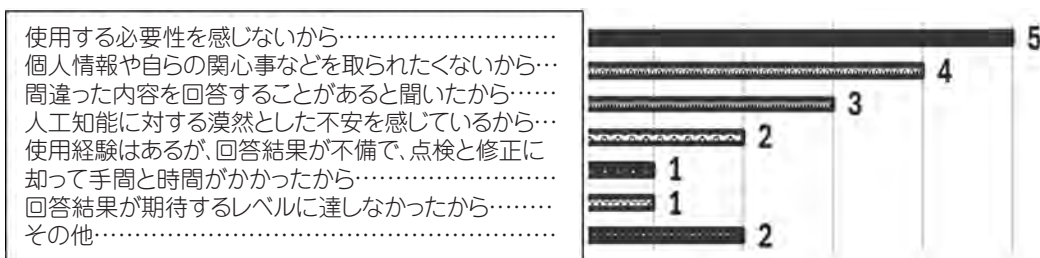 使用する必要性を感じないから………………………… 5
個人情報や自らの関心事などを取られたくないから… 4
間違った内容を回答することがあると聞いたから…… 3
人工知能に対する漠然とした不安を感じているから… 2
使用経験はあるが、回答結果が不備で、点検と修正に
却って手間と時間がかかったから……………………… 1
回答結果が期待するレベルに達しなかったから……… 1
その他………………………………………………… 2